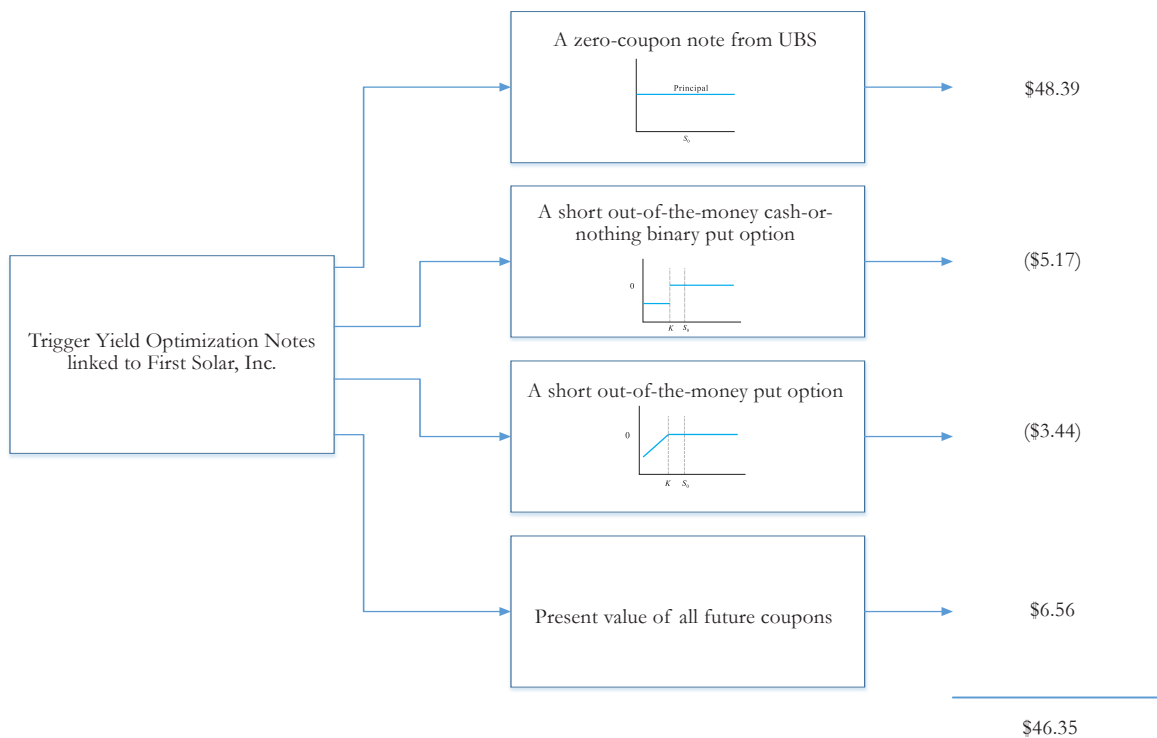 A zero-coupon note from UBS
Principal
S₀
$48.39
A short out-of-the-money cash-or-
nothing binary put option
0
K S₀
($5.17)
Trigger Yield Optimization Notes
linked to First Solar, Inc.
A short out-of-the-money put option
0
K S₀
($3.44)
Present value of all future coupons
$6.56
$46.35